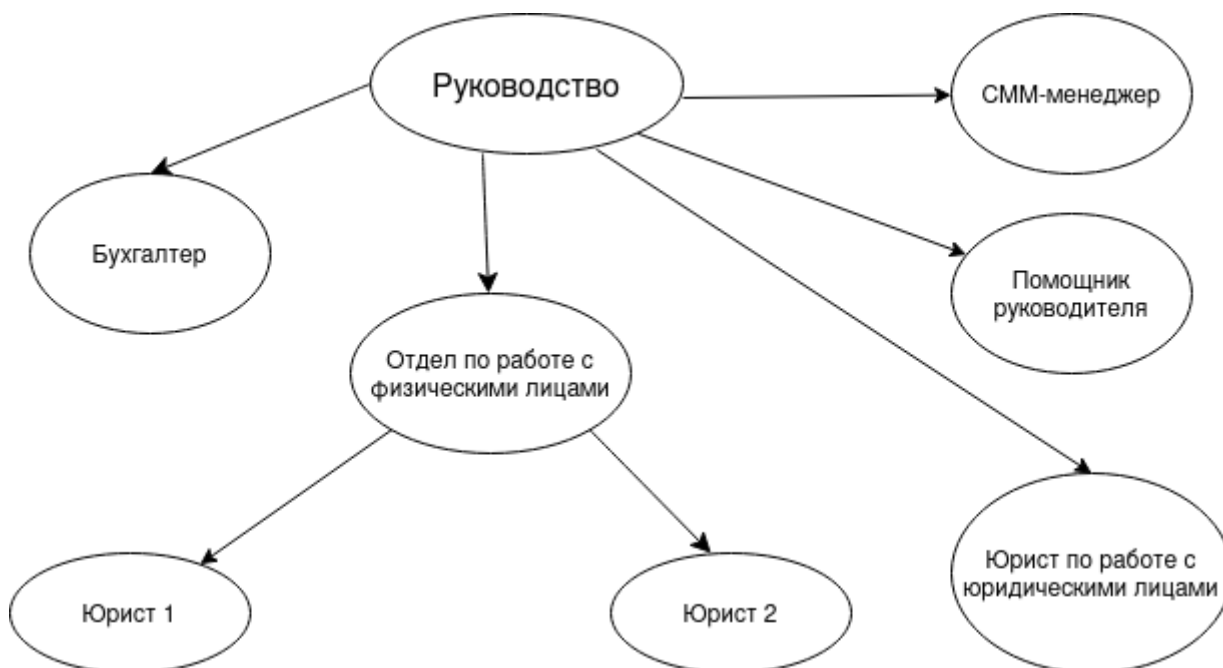 Руководство
СММ-менеджер
Бухгалтер
Помощник
руководителя
Отдел по работе с
физическими лицами
Юрист по работе с
юридическими лицами
Юрист 1
Юрист 2